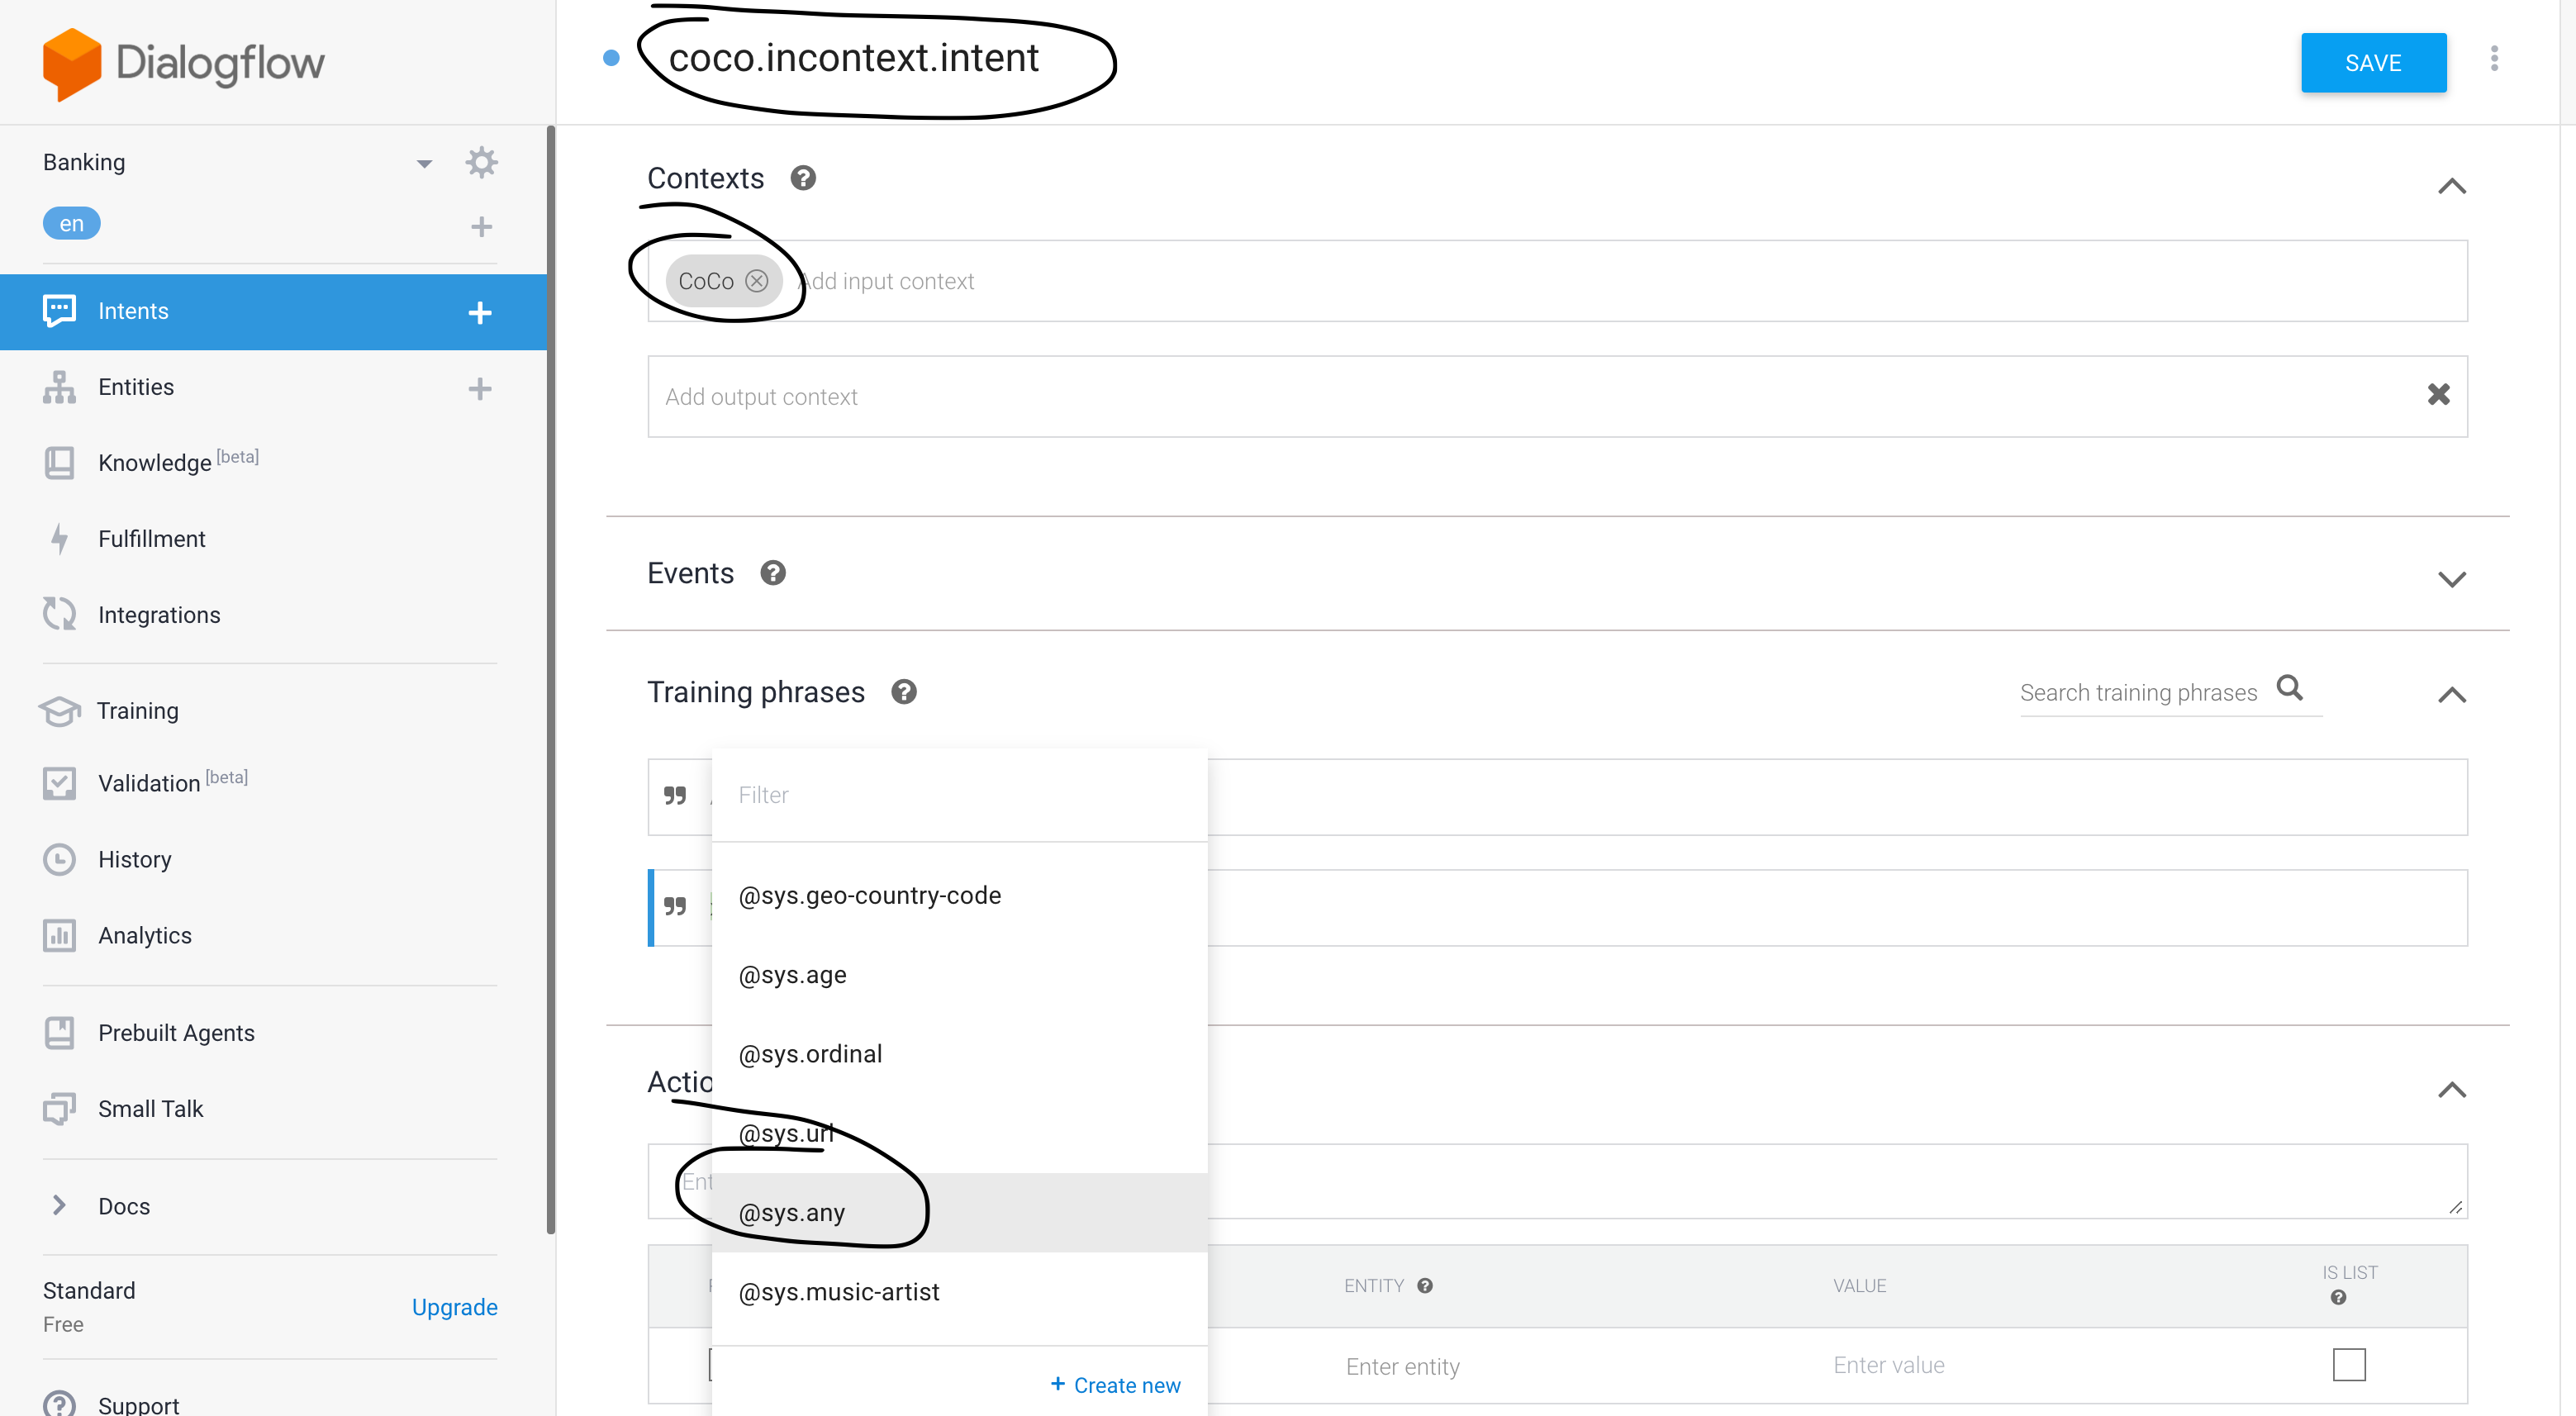 Dialogflow
coco.incontext.intent
SAVE
Banking
en
Intents
Entities
Knowledge [beta]
Fulfillment
Integrations
Training
Validation [beta]
History
Analytics
Prebuilt Agents
Small Talk
Docs
Standard
Free
Upgrade
Support
Contexts
CoCo Add input context
Add output context
Events
Training phrases
Search training phrases
Filter
@sys.geo-country-code
@sys.age
@sys.ordinal
Actio
@sys.url
Ent
@sys.any
@sys.music-artist
Create new
ENTITY
VALUE
IS LIST
Enter entity
Enter value